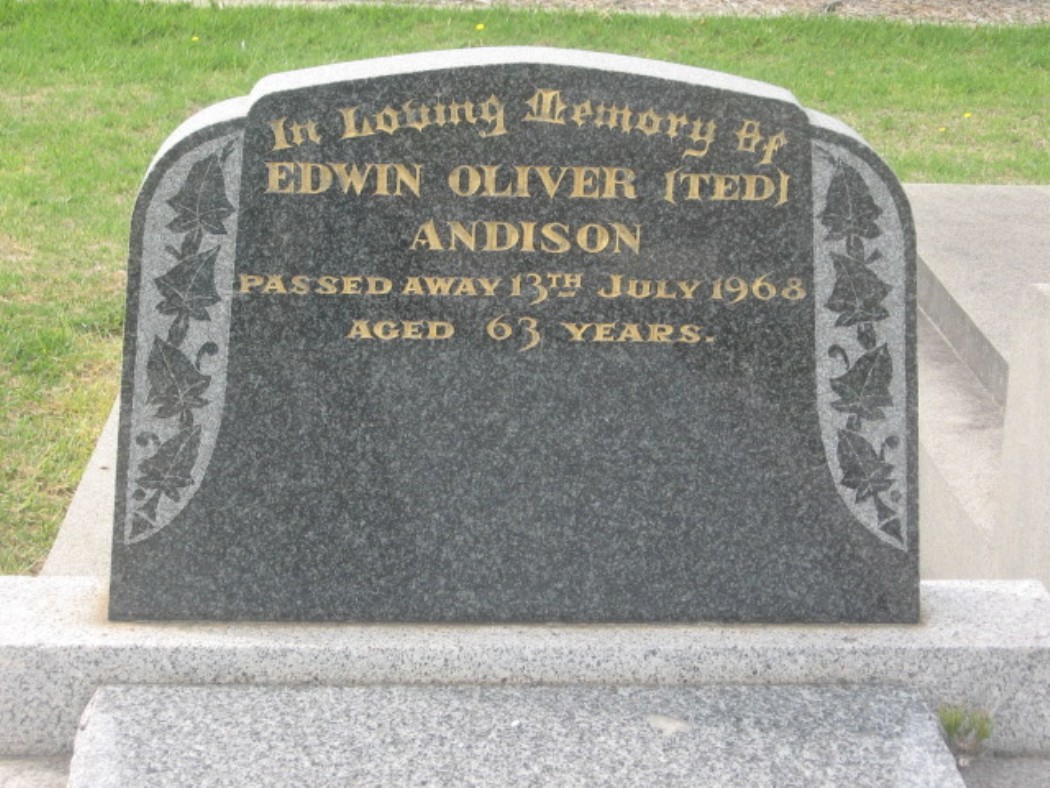 In Loving Memory Of
EDWIN OLIVER (TED)
ANDISON
PASSED AWAY 13TH JULY 1968
AGED 63 YEARS.